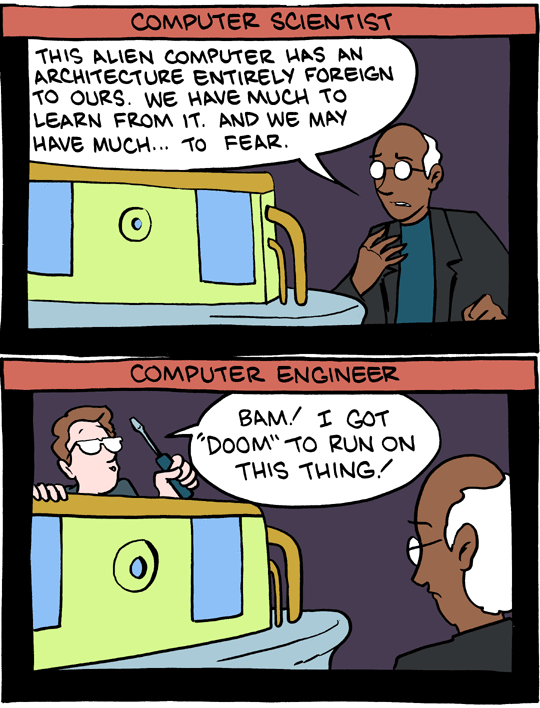 COMPUTER SCIENTIST
THIS ALIEN COMPUTER HAS AN
ARCHITECTURE ENTIRELY FOREIGN
TO OURS. WE HAVE MUCH TO
LEARN FROM IT. AND WE MAY
HAVE MUCH... TO FEAR.
COMPUTER ENGINEER
BAM! I GOT
"DOOM" TO RUN ON
THIS THING!